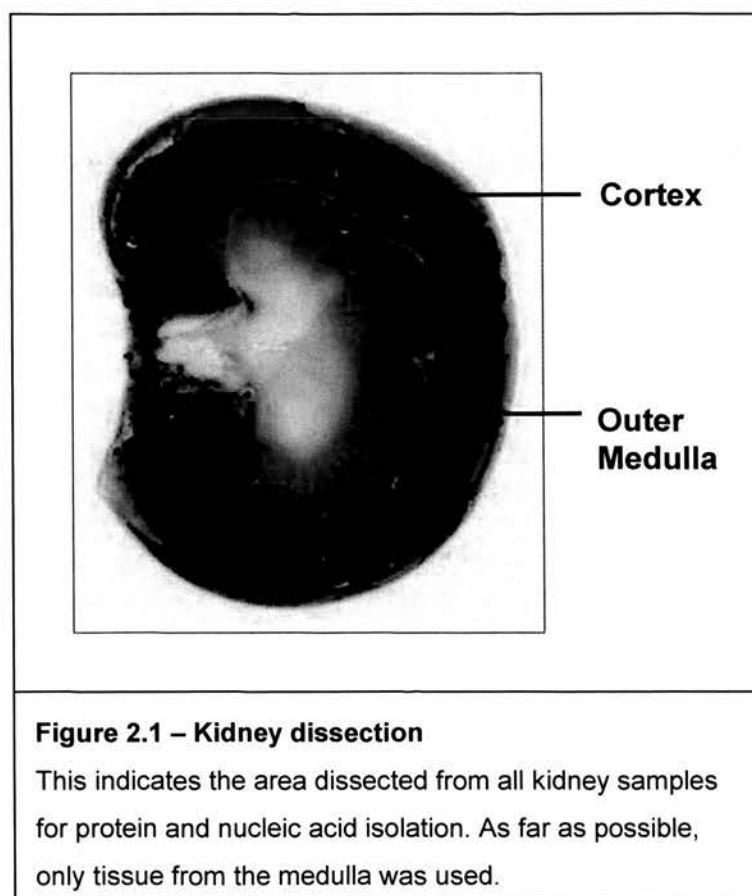 Cortex
Outer
Medulla
Figure 2.1 – Kidney dissection
This indicates the area dissected from all kidney samples
for protein and nucleic acid isolation. As far as possible,
only tissue from the medulla was used.